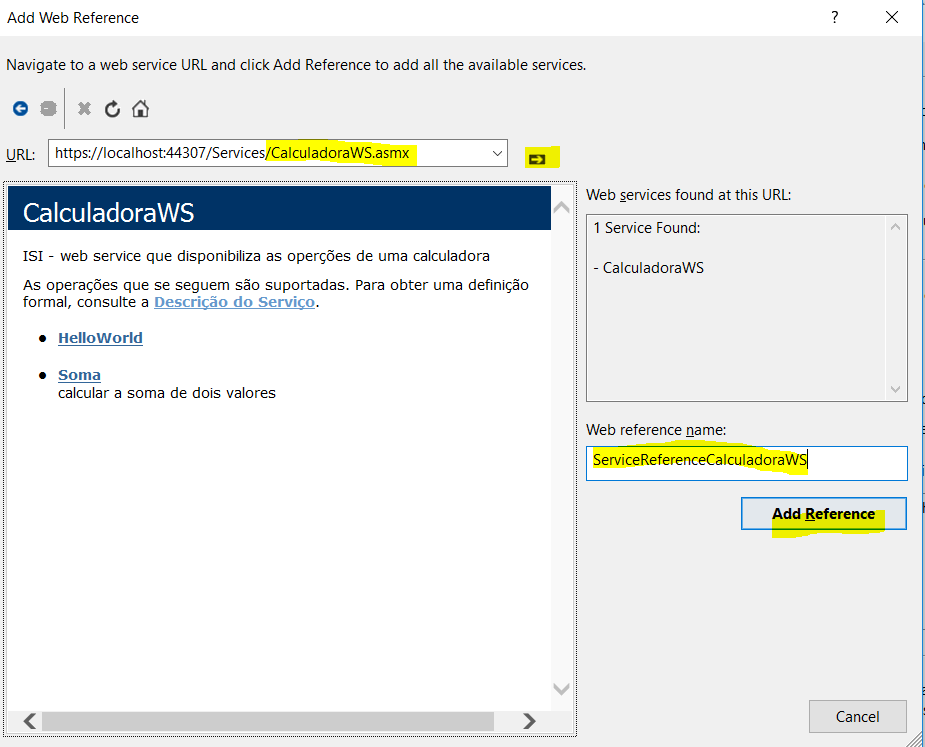 Add Web Reference
?
Navigate to a web service URL and click Add Reference to add all the available services.
URL:
https://localhost:44307/Services/CalculadoraWS.asmx
CalculadoraWS
ISI - web service que disponibiliza as operções de uma calculadora
As operações que se seguem são suportadas. Para obter uma definição
formal, consulte a Descrição do Serviço.
HelloWorld
Soma
calcular a soma de dois valores
Web services found at this URL:
1 Service Found:
- CalculadoraWS
Web reference name:
ServiceReferenceCalculadoraWS
Add Reference
Cancel